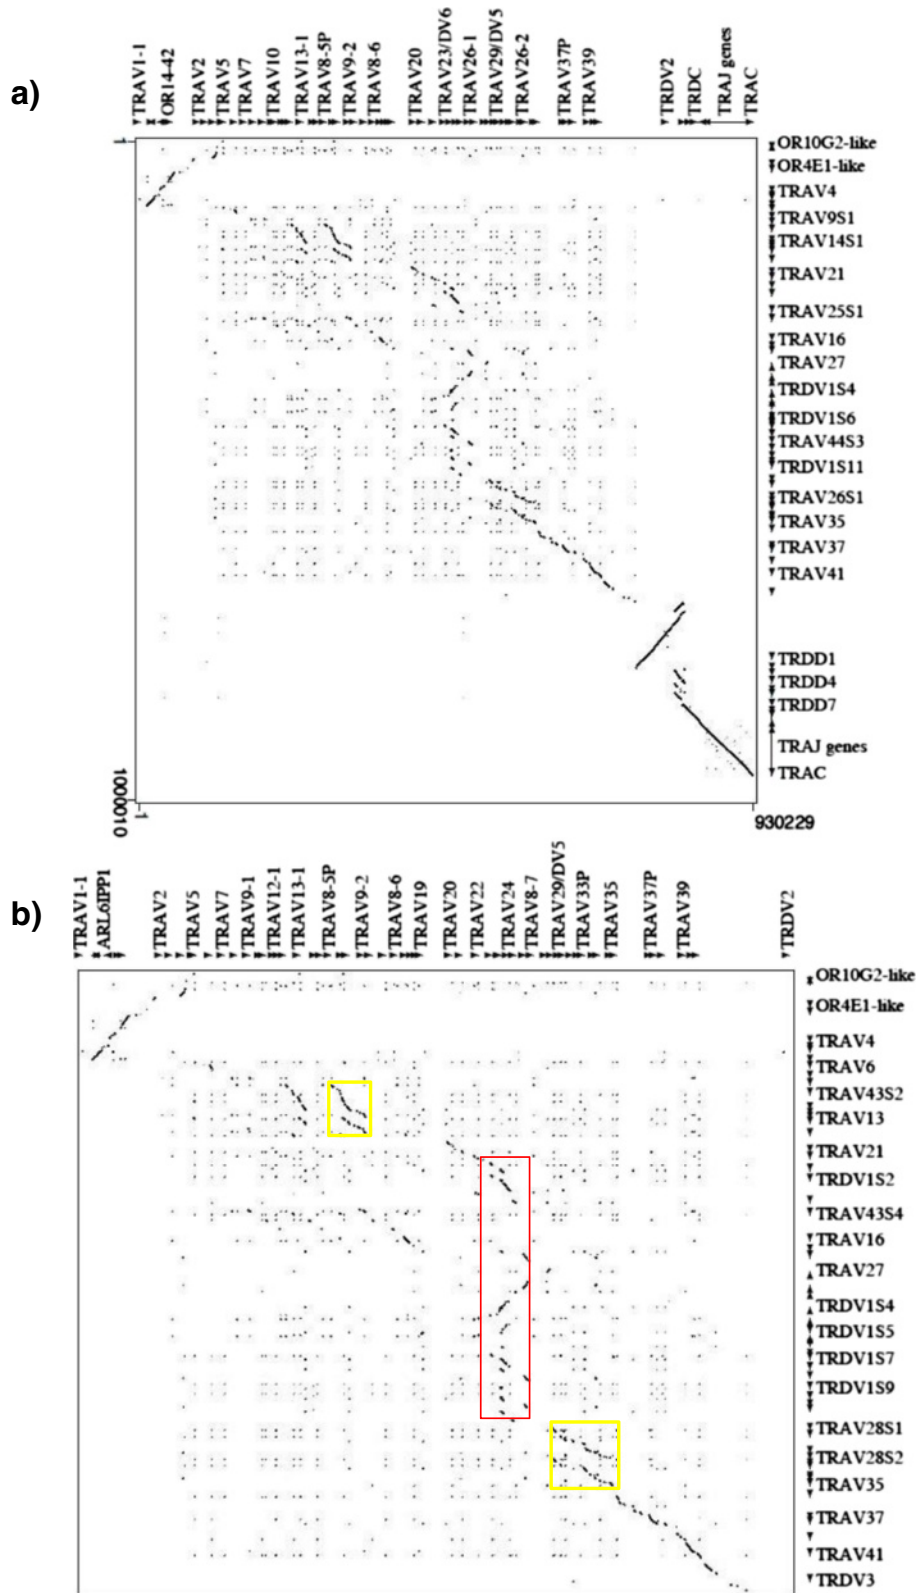 a)
TRAV1-1
OR14-42
TRAV2
TRAV5
TRAV7
TRAV10
TRAV13-1
TRAV8-5P
TRAV9-2
TRAV8-6
TRAV20
TRAV23/DV6
TRAV26-1
TRAV29/DV5
TRAV26-2
TRAV37P
TRAV39
TRDV2
TRDC
TRAJ genes
TRAC
1
OR10G2-like
OR4E1-like
TRAV4
TRAV9S1
TRAV14S1
TRAV21
TRAV25S1
TRAV16
TRAV27
TRDV1S4
TRDV1S6
TRAV44S3
TRDV1S11
TRAV26S1
TRAV35
TRAV37
TRAV41
TRDD1
TRDD4
TRDD7
TRAJ genes
TRAC
1000010
1
930229
b)
TRAV1-1
ARL6IPP1
TRAV2
TRAV5
TRAV7
TRAV9-1
TRAV12-1
TRAV13-1
TRAV8-5P
TRAV9-2
TRAV8-6
TRAV19
TRAV20
TRAV22
TRAV24
TRAV8-7
TRAV29/DV5
TRAV33P
TRAV35
TRAV37P
TRAV39
TRDV2
OR10G2-like
OR4E1-like
TRAV4
TRAV6
TRAV43S2
TRAV13
TRAV21
TRDV1S2
TRAV43S4
TRAV16
TRAV27
TRDV1S4
TRDV1S5
TRDV1S7
TRDV1S9
TRAV28S1
TRAV28S2
TRAV35
TRAV37
TRAV41
TRDV3